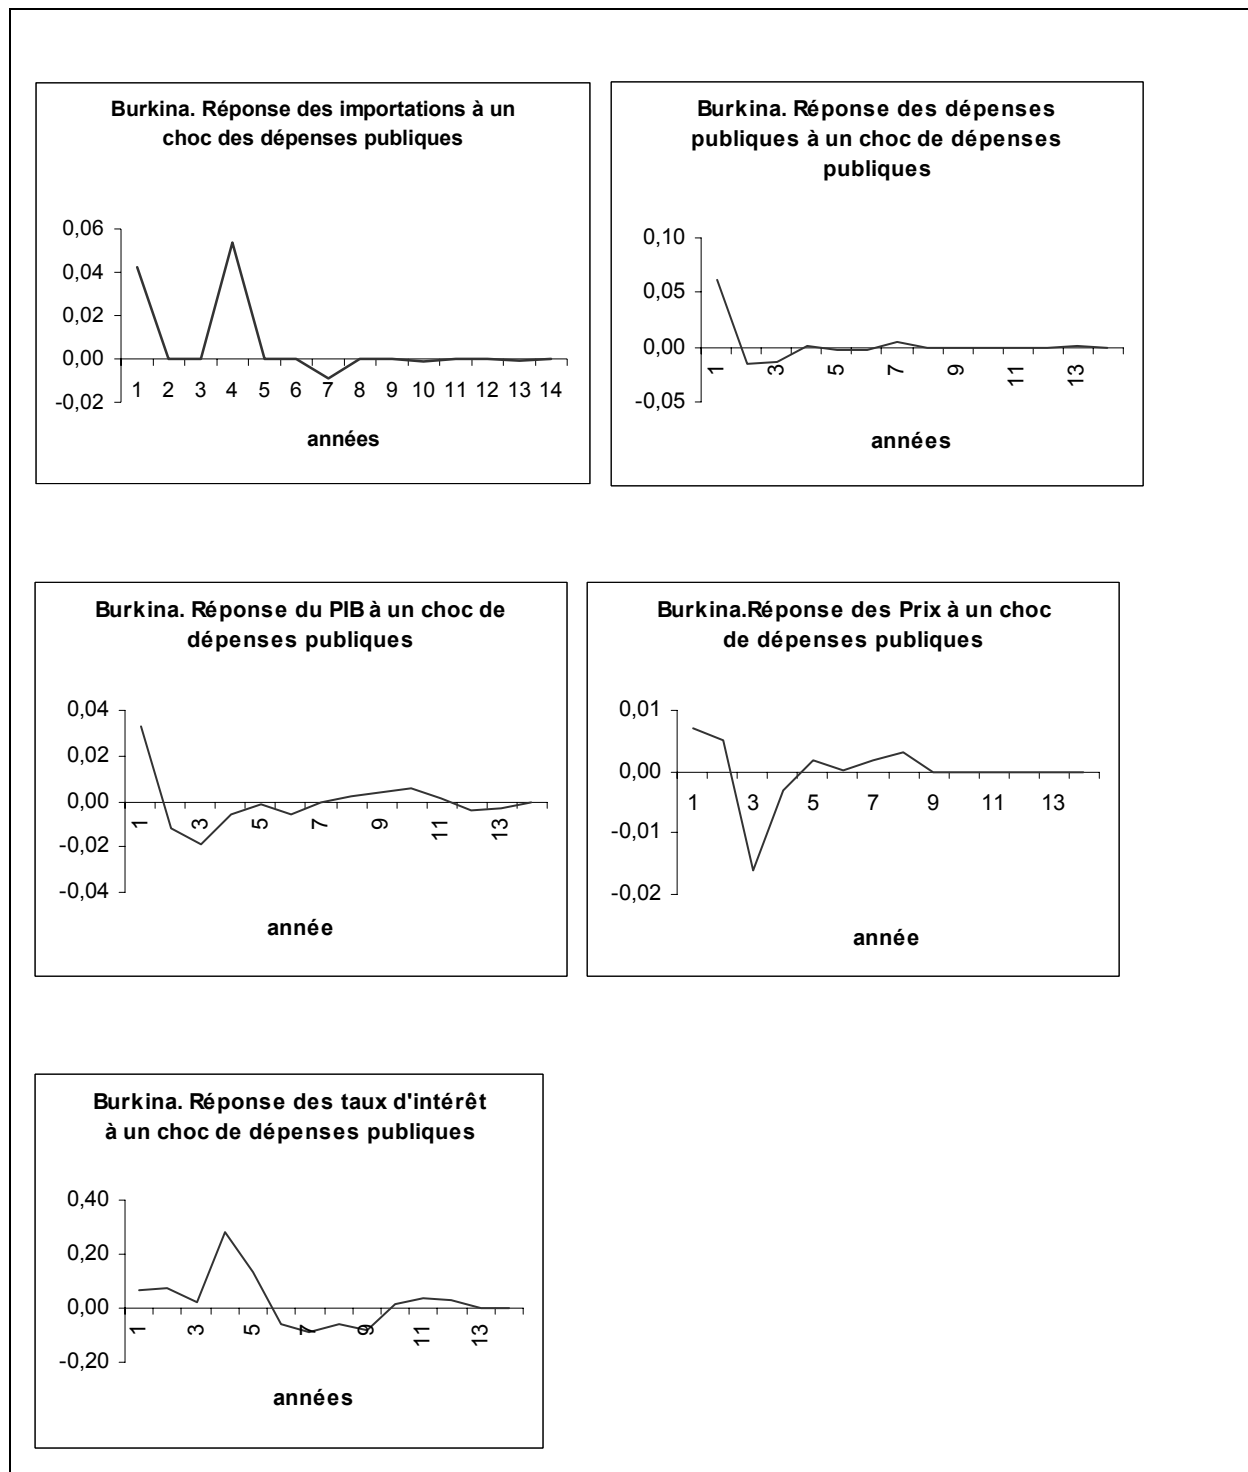 Burkina. Réponse des importations à un
choc des dépenses publiques
0,06
0,04
0,02
0,00
-0,02
1 2 3 4 5 6 7 8 9 10 11 12 13 14
années
Burkina. Réponse des dépenses
publiques à un choc de dépenses
publiques
0,10
0,05
0,00
-0,05
1 3 5 7 9 11 13
années
Burkina. Réponse du PIB à un choc de
dépenses publiques
0,04
0,02
0,00
-0,02
-0,04
1 3 5 7 9 11 13
année
Burkina.Réponse des Prix à un choc
de dépenses publiques
0,01
0,00
-0,01
-0,02
1 3 5 7 9 11 13
année
Burkina. Réponse des taux d'intérêt
à un choc de dépenses publiques
0,40
0,20
0,00
-0,20
1 3 5 7 9 11 13
années